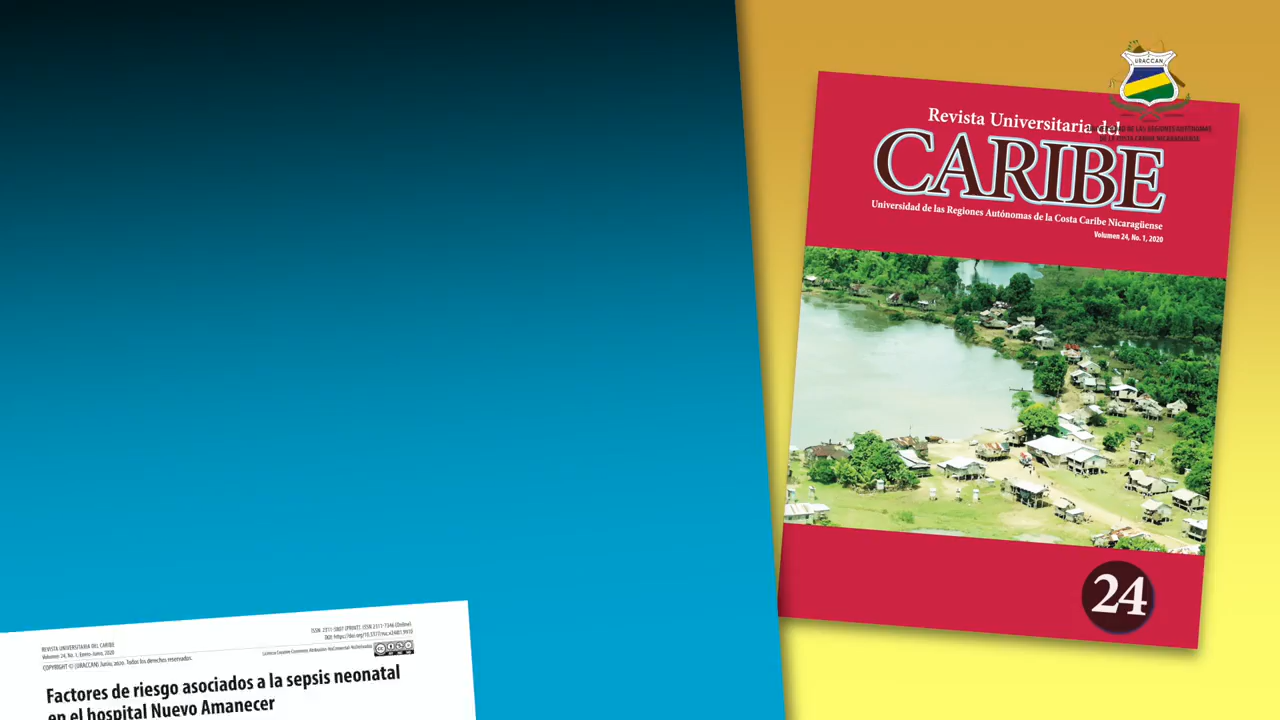 URACCAN
Revista Universitaria del
CARIBE
Universidad de las Regiones Autónomas de la Costa Caribe Nicaragüense
Volumen 24, No. 1, 2020
24
REVISTA UNIVERSITARIA DEL CARIBE
Volumen 24, No. 1, Enero-Junio, 2020
COPYRIGHT © (URACCAN) Junio, 2020. Todos los derechos reservados.
Factores de riesgo asociados a la sepsis neonatal
en el hospital Nuevo Amanecer